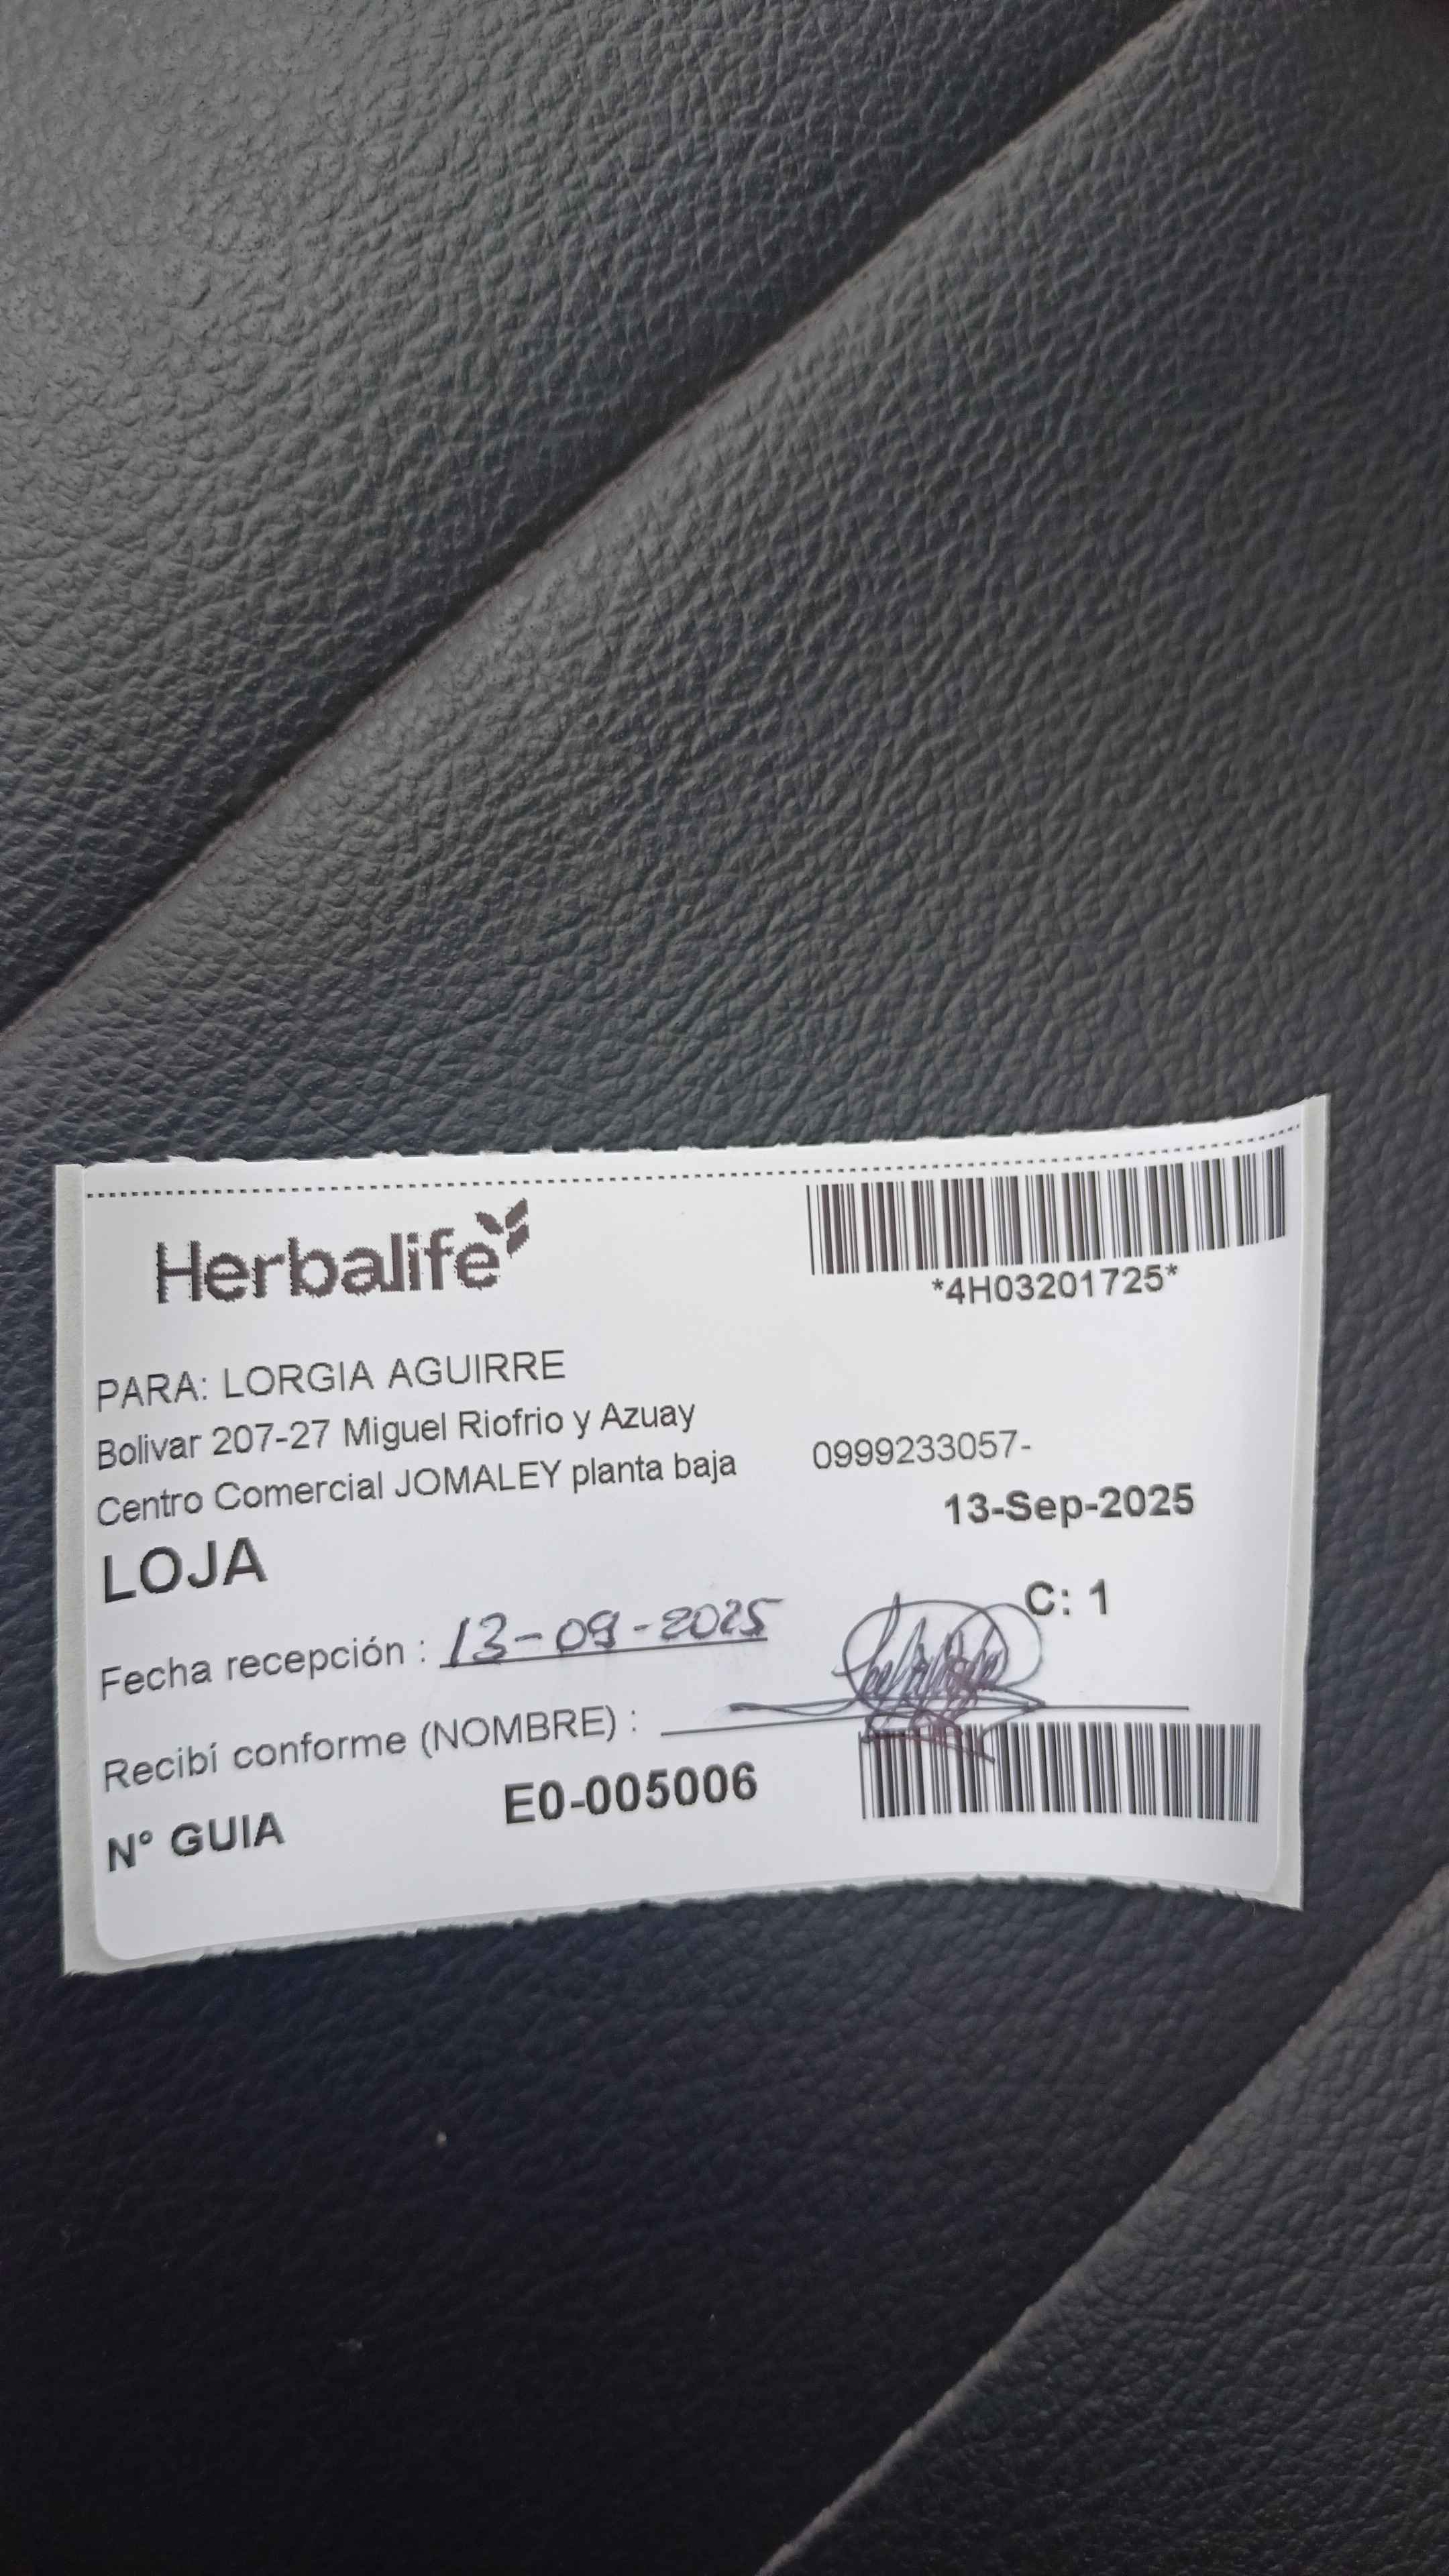 Herbalife
*4H03201725*
PARA: LORGIA AGUIRRE
Bolivar 207-27 Miguel Riofrio y Azuay
Centro Comercial JOMALEY planta baja 0999233057-
LOJA 13-Sep-2025
C: 1
Fecha recepción : 13-09-2025
Recibí conforme (NOMBRE) :
N° GUIA E0-005006